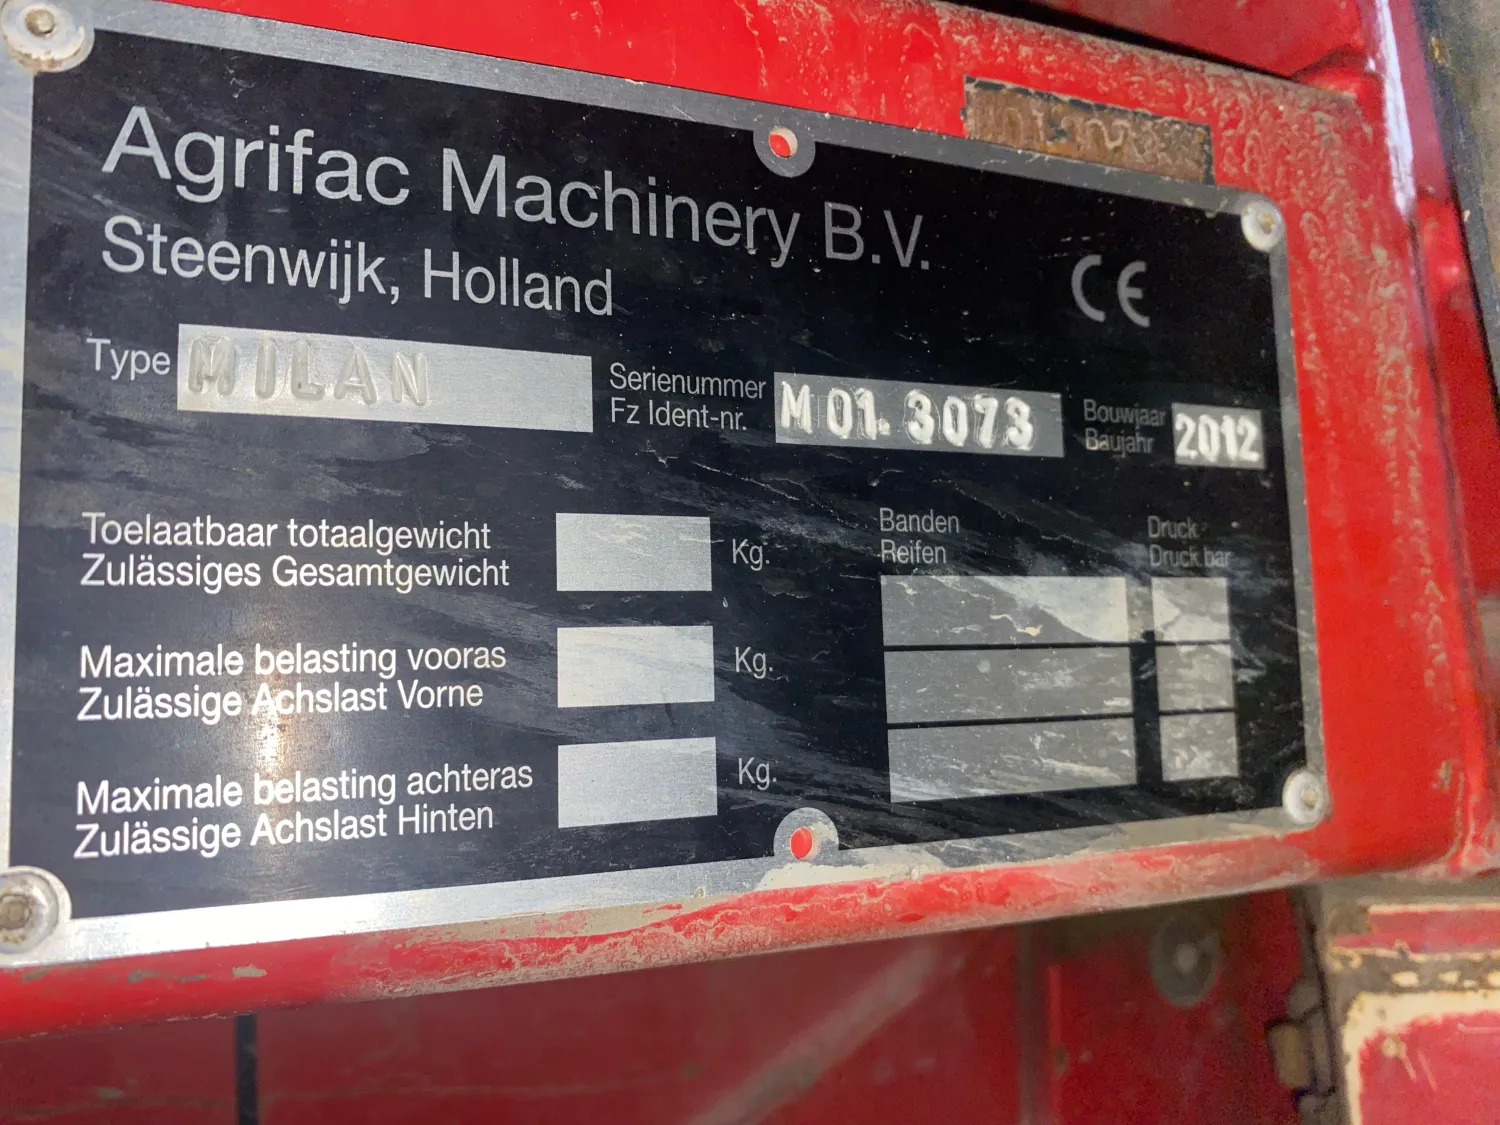 Agrifac Machinery B.V.
Steenwijk, Holland
CE
Type MILAN
Serienummer
Fz Ident-nr.
M01.3073
Bouwjaar
Baujahr
2012
Toelaatbaar totaalgewicht
Zulässiges Gesamtgewicht
Kg.
Maximale belasting vooras
Zulässige Achslast Vorne
Kg.
Maximale belasting achteras
Zulässige Achslast Hinten
Kg.
Banden
Reifen
Druck
Druck bar